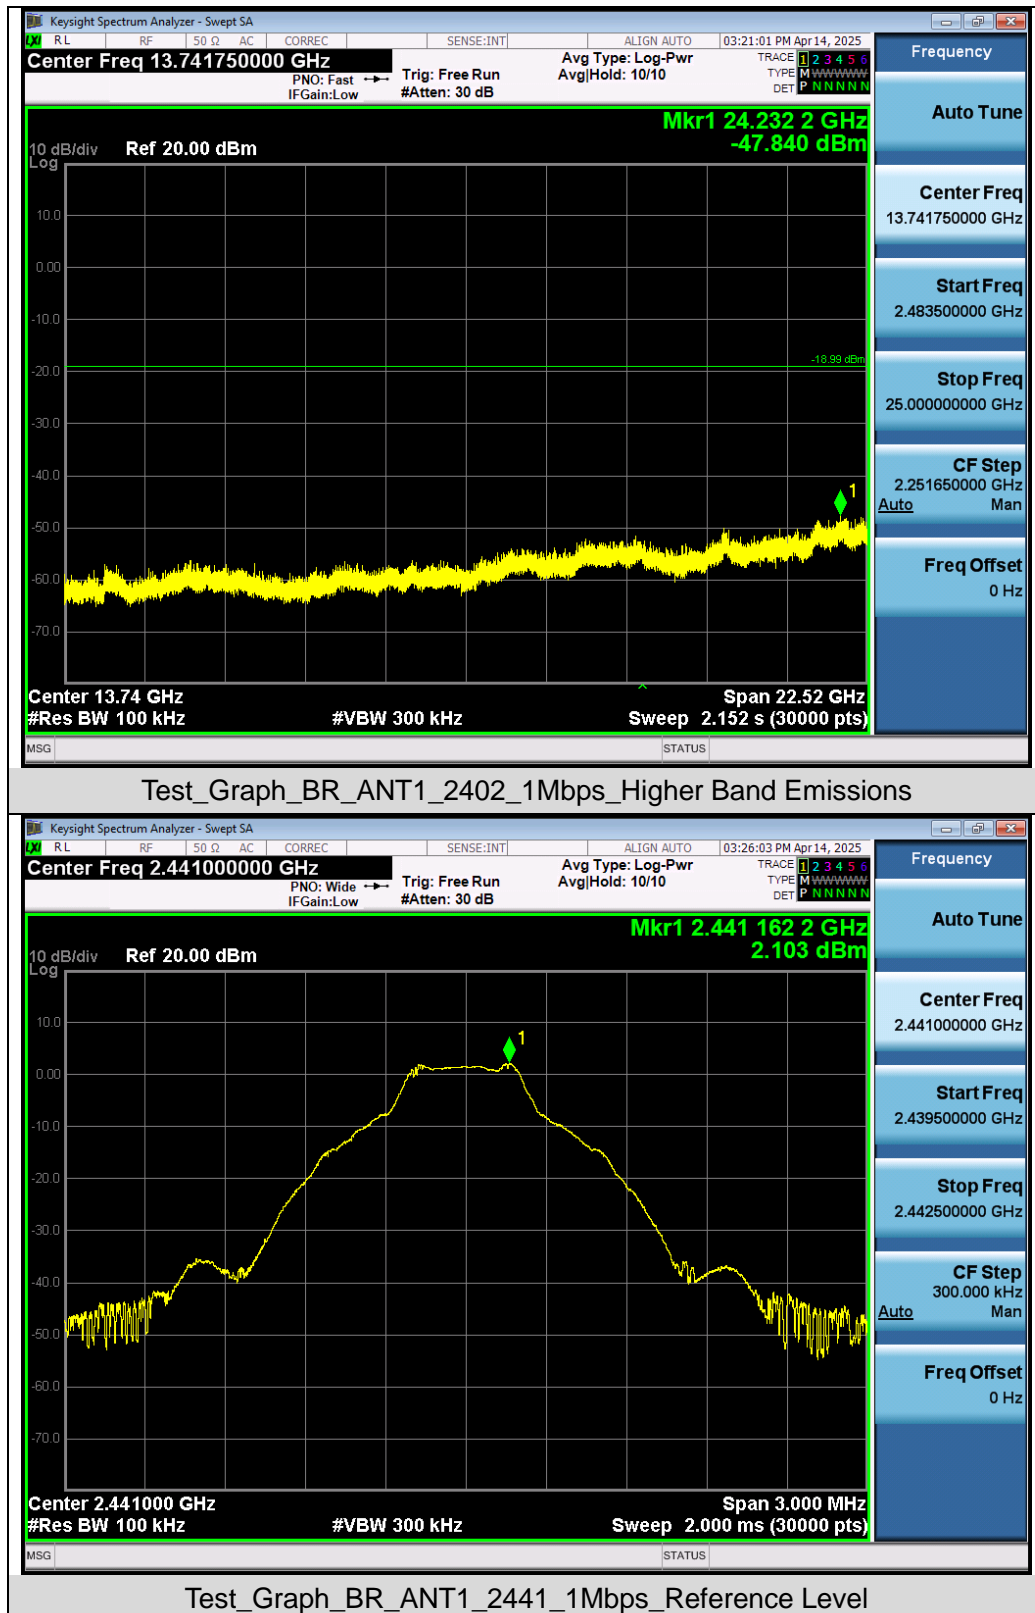 Keysight Spectrum Analyzer - Swept SA
LXI RL RF 50 Ω AC CORREC SENSE:INT ALIGN AUTO 03:21:01 PM Apr 14, 2025
Center Freq 13.741750000 GHz
PNO: Fast
IFGain:Low
Trig: Free Run
#Atten: 30 dB
Avg Type: Log-Pwr
Avg|Hold: 10/10
TRACE 1 2 3 4 5 6
TYPE M WWWWW
DET P N N N N N
Mkr1 24.232 2 GHz
-47.840 dBm
10 dB/div Ref 20.00 dBm
Log
10.0
0.00
-10.0
-18.99 dBm
-20.0
-30.0
-40.0
1
-50.0
-60.0
-70.0
Center 13.74 GHz Span 22.52 GHz
#Res BW 100 kHz #VBW 300 kHz Sweep 2.152 s (30000 pts)
MSG STATUS
Frequency
Auto Tune
Center Freq
13.741750000 GHz
Start Freq
2.483500000 GHz
Stop Freq
25.000000000 GHz
CF Step
2.251650000 GHz
Auto Man
Freq Offset
0 Hz
Test_Graph_BR_ANT1_2402_1Mbps_Higher Band Emissions
Keysight Spectrum Analyzer - Swept SA
LXI RL RF 50 Ω AC CORREC SENSE:INT ALIGN AUTO 03:26:03 PM Apr 14, 2025
Center Freq 2.441000000 GHz
PNO: Wide
IFGain:Low
Trig: Free Run
#Atten: 30 dB
Avg Type: Log-Pwr
Avg|Hold: 10/10
TRACE 1 2 3 4 5 6
TYPE M WWWWW
DET P N N N N N
Mkr1 2.441 162 2 GHz
2.103 dBm
10 dB/div Ref 20.00 dBm
Log
10.0
1
0.00
-10.0
-20.0
-30.0
-40.0
-50.0
-60.0
-70.0
Center 2.441000 GHz Span 3.000 MHz
#Res BW 100 kHz #VBW 300 kHz Sweep 2.000 ms (30000 pts)
MSG STATUS
Frequency
Auto Tune
Center Freq
2.441000000 GHz
Start Freq
2.439500000 GHz
Stop Freq
2.442500000 GHz
CF Step
300.000 kHz
Auto Man
Freq Offset
0 Hz
Test_Graph_BR_ANT1_2441_1Mbps_Reference Level